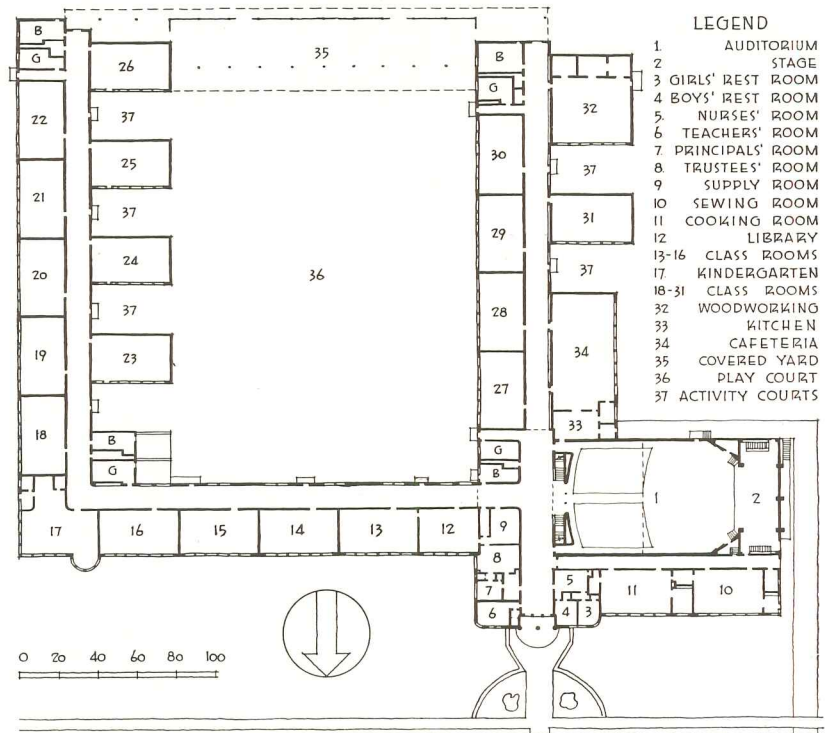 LEGEND
1. AUDITORIUM
2 STAGE
3 GIRLS' REST ROOM
4 BOYS' REST ROOM
5. NURSES' ROOM
6 TEACHERS' ROOM
7. PRINCIPALS' ROOM
8. TRUSTEES' ROOM
9 SUPPLY ROOM
10 SEWING ROOM
11 COOKING ROOM
12 LIBRARY
13-16 CLASS ROOMS
17. KINDERGARTEN
18-31 CLASS ROOMS
32 WOODWORKING
33 KITCHEN
34 CAFETERIA
35 COVERED YARD
36 PLAY COURT
37 ACTIVITY COURTS
B
G
26
35
B
G
32
22
37
30
37
25
21
37
29
31
24
20
36
37
28
37
19
23
34
27
18
33
B
G
G
B
1
2
17
16
15
14
13
12
9
8
7
6
5
4
3
11
10
0 20 40 60 80 100